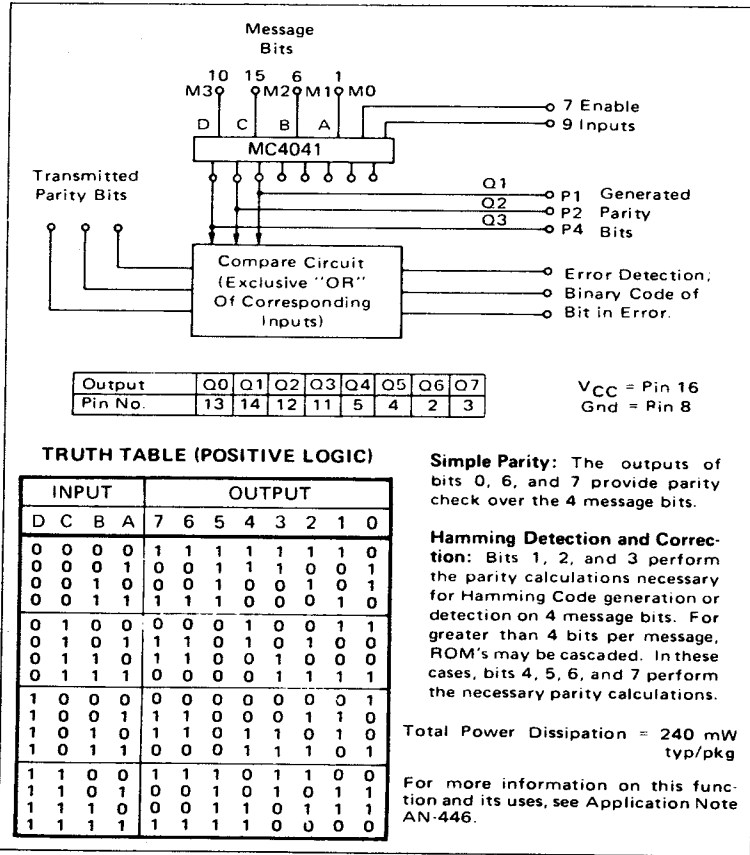 Message
Bits
10 15 6 1
M3 M2 M1 M0
7 Enable
9 Inputs
D C B A
MC4041
Transmitted
Parity Bits
Q1
Q2
Q3
P1 Generated
P2 Parity
P4 Bits
Compare Circuit
(Exclusive "OR"
Of Corresponding
Inputs)
Error Detection;
Binary Code of
Bit in Error.
Output Q0 Q1 Q2 Q3 Q4 Q5 Q6 Q7
Pin No. 13 14 12 11 5 4 2 3
VCC = Pin 16
Gnd = Pin 8
TRUTH TABLE (POSITIVE LOGIC)
INPUT OUTPUT
D C B A 7 6 5 4 3 2 1 0
0 0 0 0 1 1 1 1 1 1 1 0
0 0 0 1 0 0 1 1 1 0 0 1
0 0 1 0 0 0 1 0 0 1 0 1
0 0 1 1 1 1 1 0 0 0 1 0
0 1 0 0 0 0 0 1 0 0 1 1
0 1 0 1 1 1 0 1 0 1 0 0
0 1 1 0 1 1 0 0 1 0 0 0
0 1 1 1 0 0 0 0 1 1 1 1
1 0 0 0 0 0 0 0 0 0 0 1
1 0 0 1 1 1 0 0 0 1 1 0
1 0 1 0 1 1 0 1 1 0 1 0
1 0 1 1 0 0 0 1 1 1 0 1
1 1 0 0 1 1 1 0 1 1 0 0
1 1 0 1 0 0 1 0 1 0 1 1
1 1 1 0 0 0 1 1 0 1 1 1
1 1 1 1 1 1 1 1 0 0 0 0
Simple Parity: The outputs of
bits 0, 6, and 7 provide parity
check over the 4 message bits.
Hamming Detection and Correc-
tion: Bits 1, 2, and 3 perform
the parity calculations necessary
for Hamming Code generation or
detection on 4 message bits. For
greater than 4 bits per message,
ROM's may be cascaded. In these
cases, bits 4, 5, 6, and 7 perform
the necessary parity calculations.
Total Power Dissipation = 240 mW
typ/pkg
For more information on this func-
tion and its uses, see Application Note
AN-446.